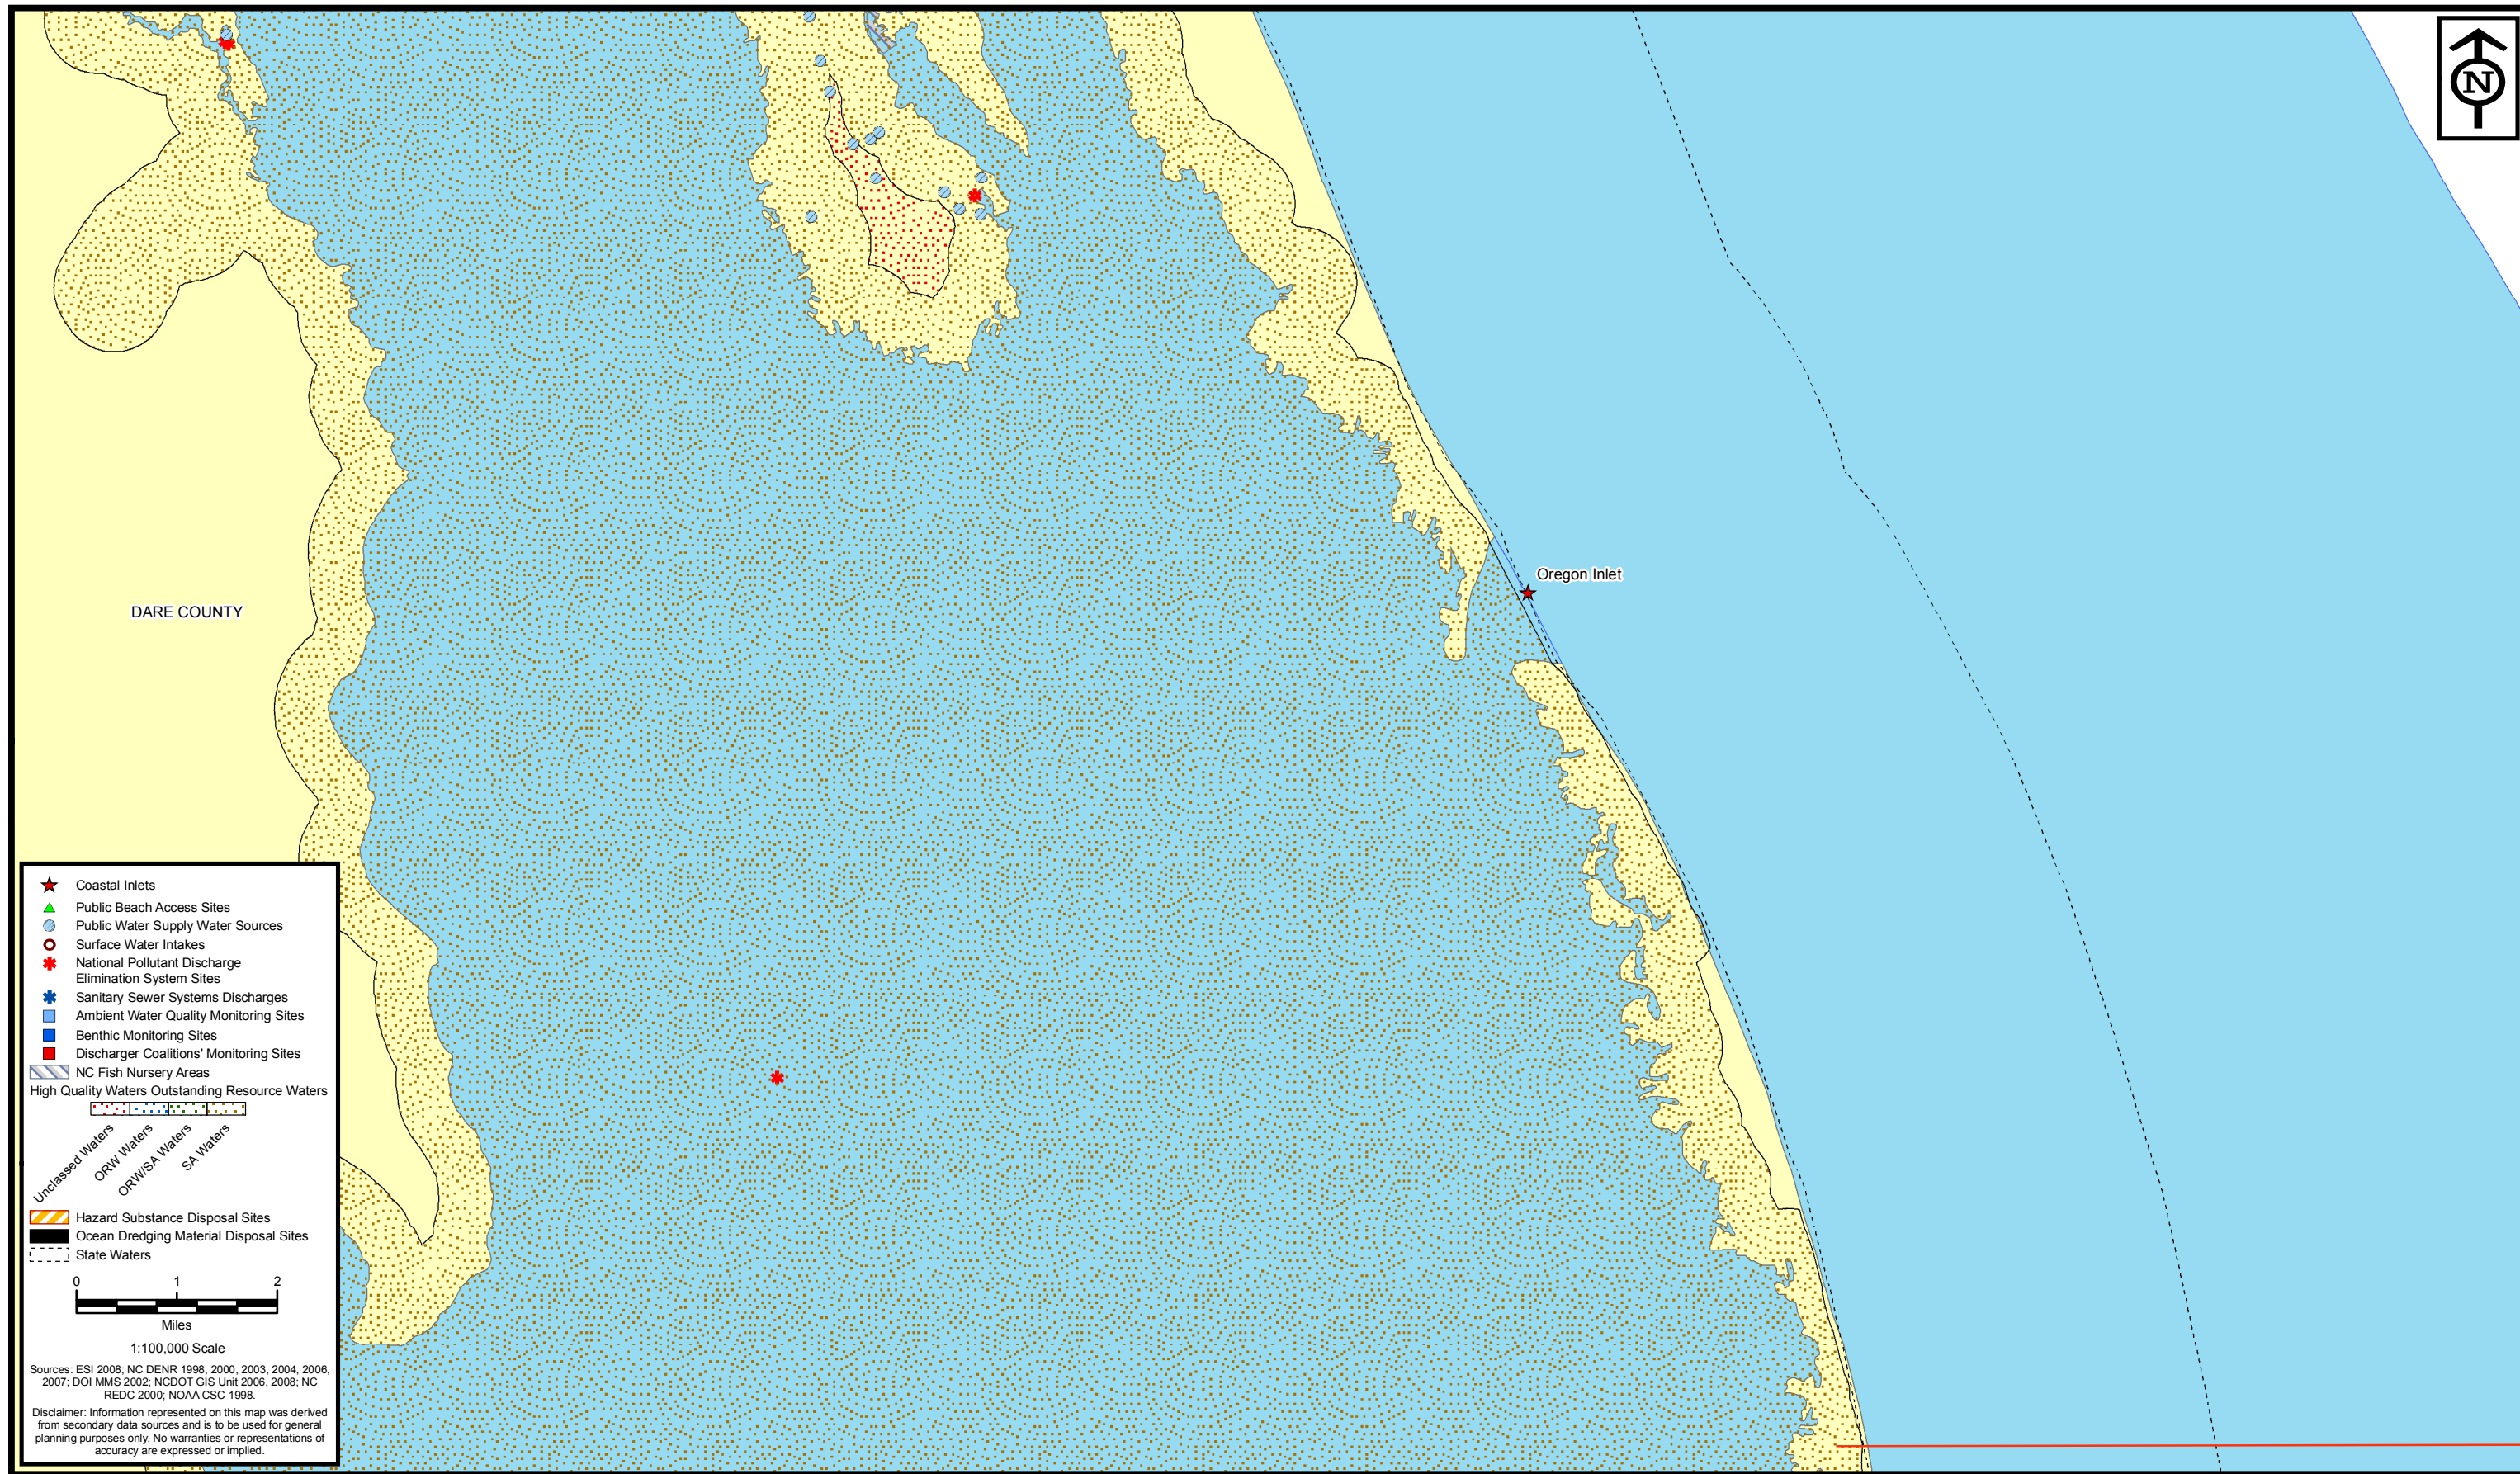 N
Oregon Inlet
DARE COUNTY
Coastal Inlets
Public Beach Access Sites
Public Water Supply Water Sources
Surface Water Intakes
National Pollutant Discharge
Elimination System Sites
Sanitary Sewer Systems Discharges
Ambient Water Quality Monitoring Sites
Benthic Monitoring Sites
Discharger Coalitions' Monitoring Sites
NC Fish Nursery Areas
High Quality Waters Outstanding Resource Waters
Unclassed Waters
ORW Waters
ORW/SA Waters
SA Waters
Hazard Substance Disposal Sites
Ocean Dredging Material Disposal Sites
State Waters
0 1 2
Miles
1:100,000 Scale
Sources: ESI 2008; NC DENR 1998, 2000, 2003, 2004, 2006,
2007; DOI MMS 2002; NCDOT GIS Unit 2006, 2008; NC
REDC 2000; NOAA CSC 1998.
Disclaimer: Information represented on this map was derived
from secondary data sources and is to be used for general
planning purposes only. No warranties or representations of
accuracy are expressed or implied.